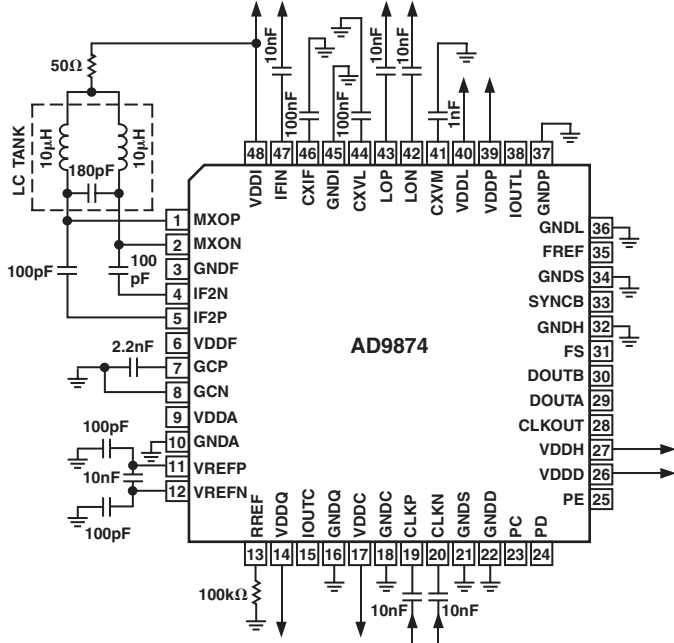 50Ω
LC TANK
10μH
180pF
10μH
100pF
100
pF
10nF
100nF
100nF
10nF
10nF
1nF
48
47
46
45
44
43
42
41
40
39
38
37
VDDI
IFIN
CXIF
GNDI
CXVL
LOP
LON
CXVM
VDDL
VDDP
IOUTL
GNDP
1 MXOP
2 MXON
3 GNDF
4 IF2N
5 IF2P
6 VDDF
2.2nF
7 GCP
8 GCN
9 VDDA
10 GNDA
100pF
11 VREFP
10nF
12 VREFN
100pF
AD9874
GNDL 36
FREF 35
GNDS 34
SYNCB 33
GNDH 32
FS 31
DOUTB 30
DOUTA 29
CLKOUT 28
VDDH 27
VDDD 26
PE 25
RREF
VDDQ
IOUTC
GNDQ
VDDC
GNDC
CLKP
CLKN
GNDS
GNDD
PC
PD
13
14
15
16
17
18
19
20
21
22
23
24
100kΩ
10nF
10nF